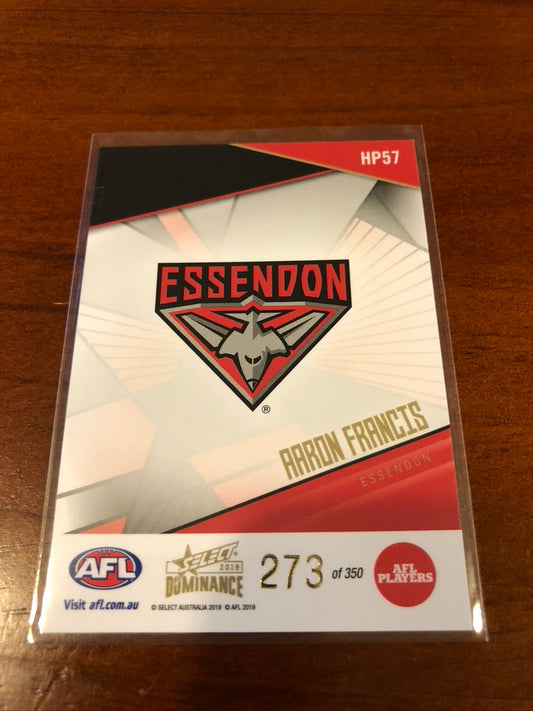 HP57
ESSENDON
®
AARON FRANCIS
ESSENDON
AFL
Visit afl.com.au
SELECT
2019
DOMINANCE
© SELECT AUSTRALIA 2019 © AFL 2019
273 of 350
AFL
PLAYERS